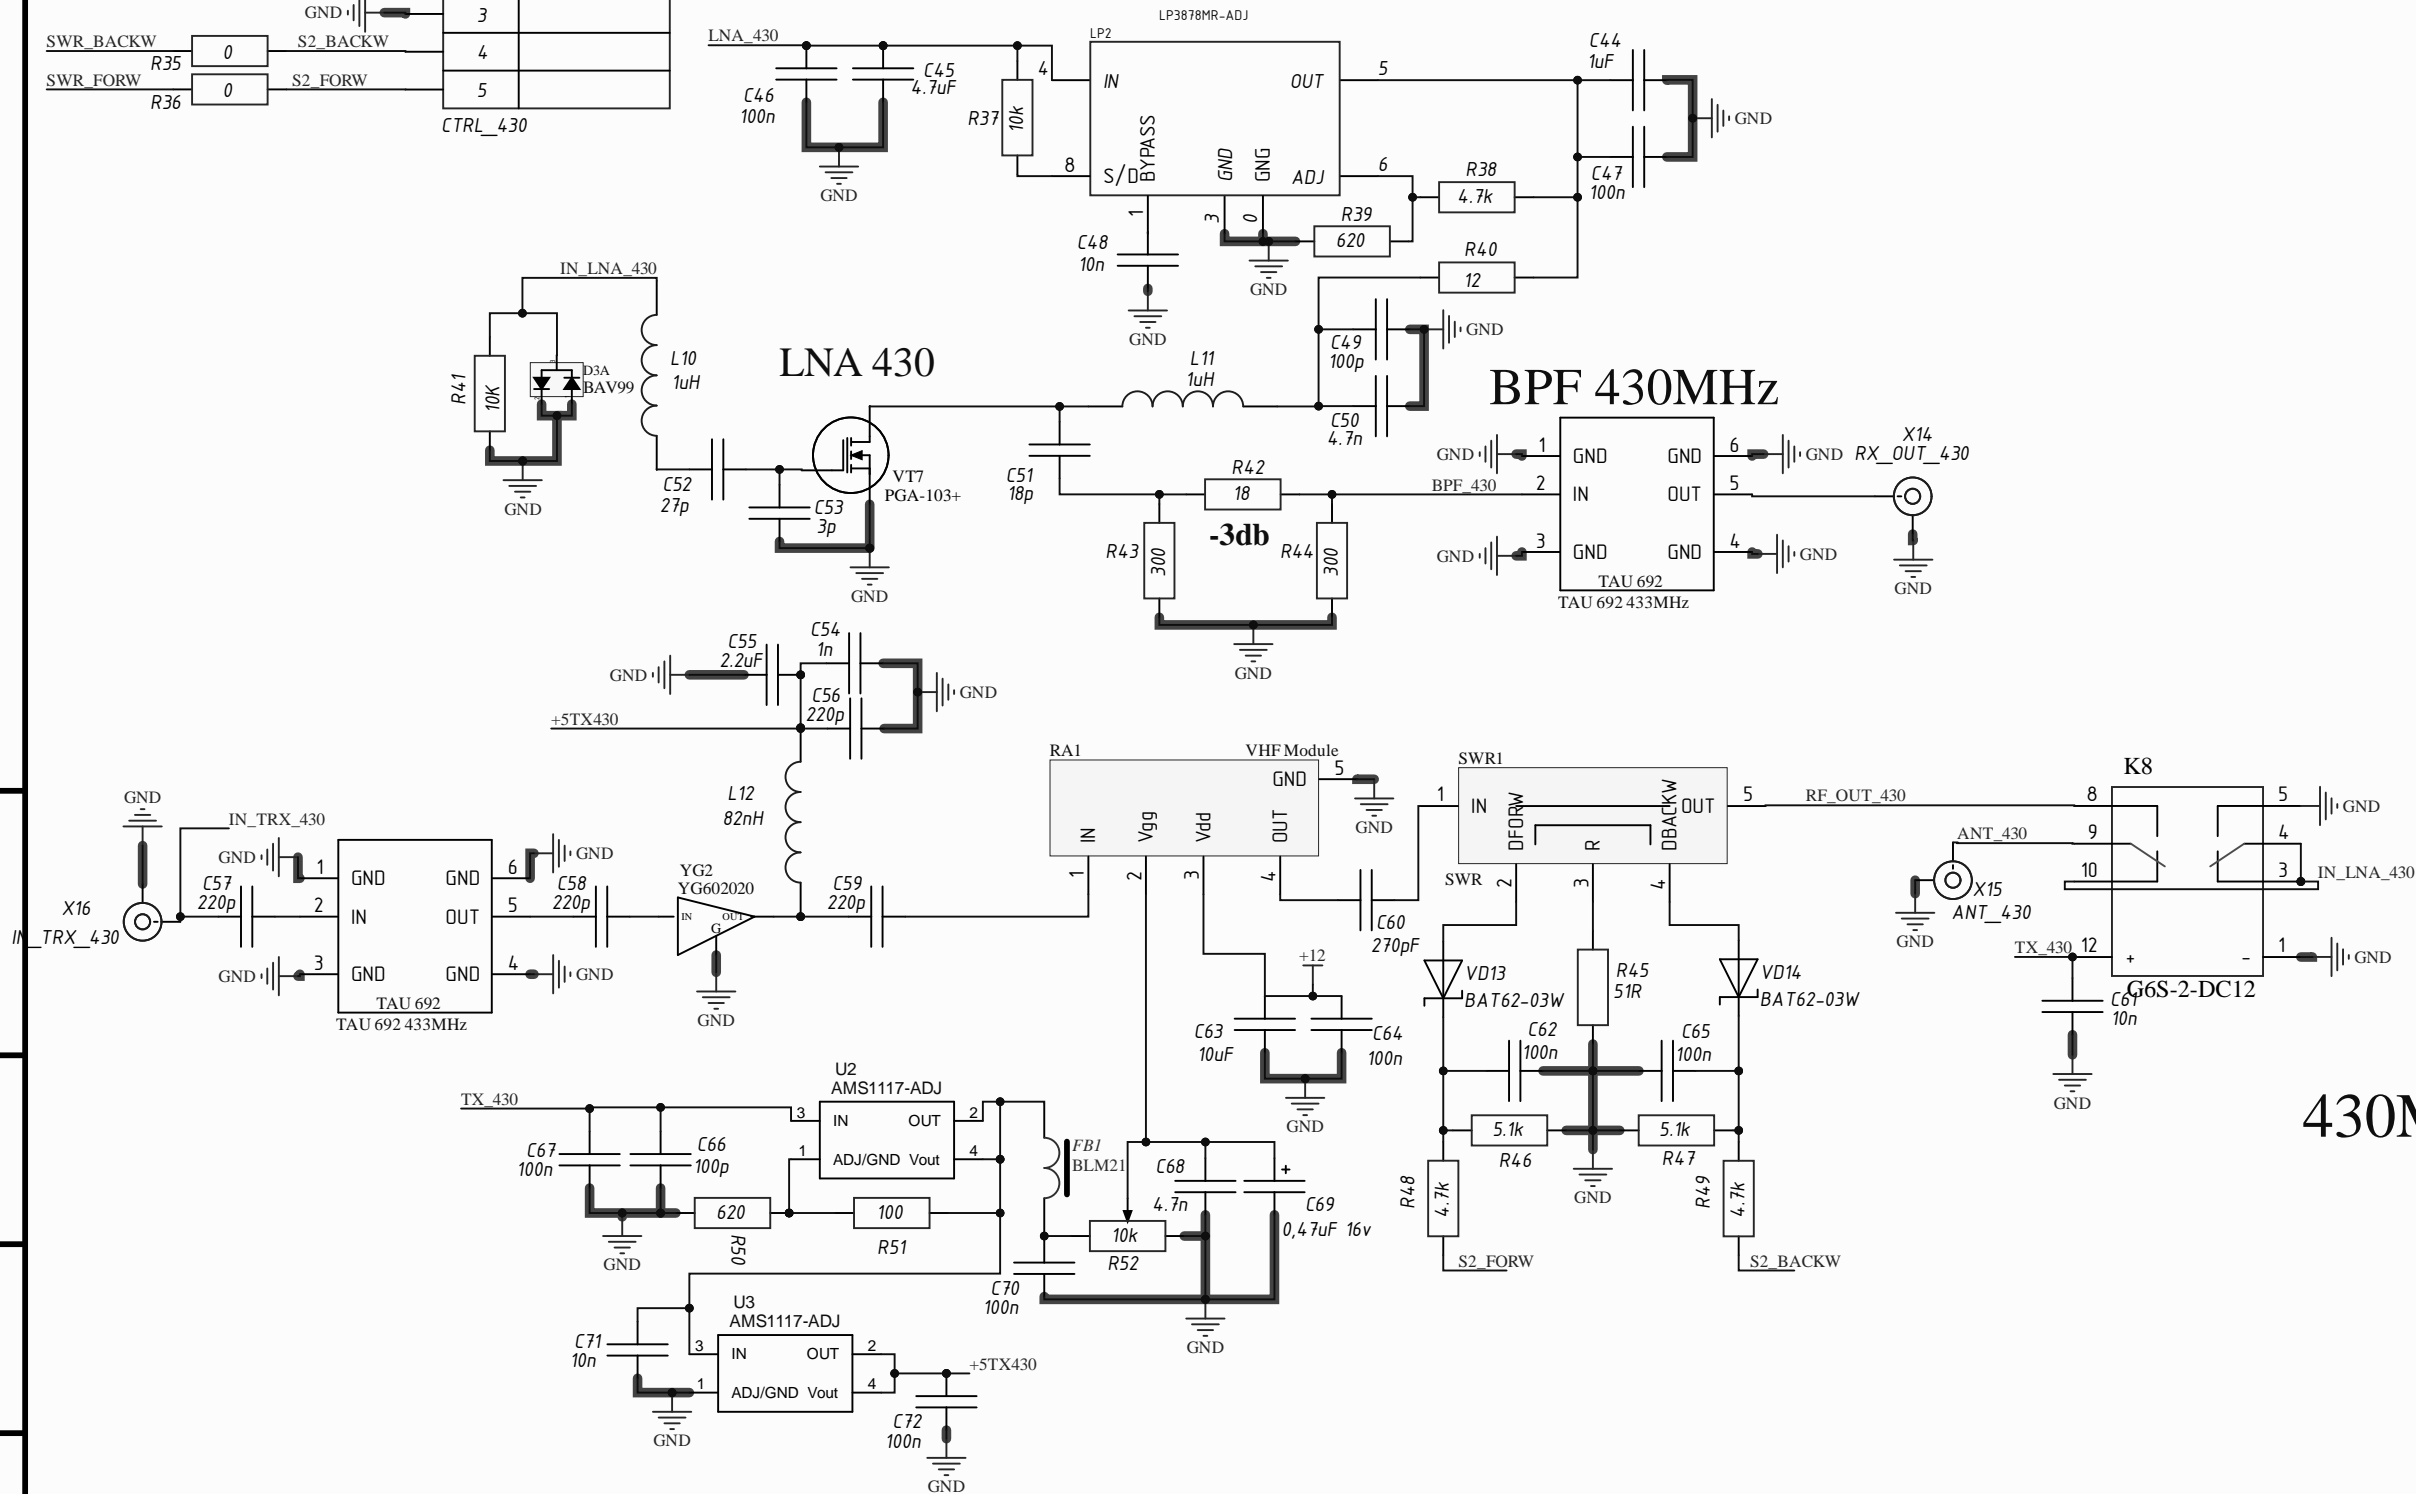 GND
3
SWR_BACKW
0
S2_BACKW
4
R35
SWR_FORW
0
S2_FORW
5
R36
CTRL_430
LP3878MR-ADJ
LP2
LNA_430
C46
100n
C45
4.7uF
R37
10k
4
IN
OUT
5
8
S/D
BYPASS
GND
GNG
ADJ
6
1
3
0
GND
C44
1uF
GND
C47
100n
R38
4.7k
R39
620
GND
R40
12
C48
10n
GND
IN_LNA_430
R41
10K
D3A
BAV99
GND
L10
1uH
LNA 430
C52
27p
C53
3p
VT7
PGA-103+
GND
L11
1uH
C49
100p
GND
C50
4.7n
C51
18p
R42
18
-3db
R43
300
R44
300
GND
BPF 430MHz
BPF_430
GND
1
GND
GND
6
GND
2
IN
OUT
5
GND
3
GND
GND
4
GND
TAU 692
TAU 692 433MHz
X14
RX_OUT_430
GND
C55
2.2uF
C54
1n
GND
C56
220p
GND
+5TX430
L12
82nH
GND
X16
IN_TRX_430
IN_TRX_430
C57
220p
GND
1
GND
GND
6
GND
2
IN
OUT
5
GND
3
GND
GND
4
GND
TAU 692
TAU 692 433MHz
C58
220p
YG2
YG602020
IN
OUT
G
GND
C59
220p
RA1
VHF Module
GND
5
GND
IN
Vgg
Vdd
OUT
1
2
3
4
C60
270pF
+12
C63
10uF
C64
100n
GND
SWR1
1
IN
DFORW
R
DBACKW
OUT
5
SWR
2
3
4
VD13
BAT62-03W
R45
51R
VD14
BAT62-03W
C62
100n
C65
100n
5.1k
R46
5.1k
R47
GND
R48
4.7k
R49
4.7k
S2_FORW
S2_BACKW
RF_OUT_430
K8
8
5
GND
ANT_430
9
4
10
3
IN_LNA_430
X15
ANT_430
GND
TX_430
12
+
-
1
GND
G6S-2-DC12
C61
10n
GND
430M
TX_430
C67
100n
C66
100p
U2
AMS1117-ADJ
3
IN
OUT
2
1
ADJ/GND
Vout
4
GND
620
R50
100
R51
FB1
BLM21
C68
4.7n
+
C69
0,47uF 16v
10k
R52
C70
100n
GND
U3
AMS1117-ADJ
C71
10n
3
IN
OUT
2
1
ADJ/GND
Vout
4
GND
+5TX430
C72
100n
GND